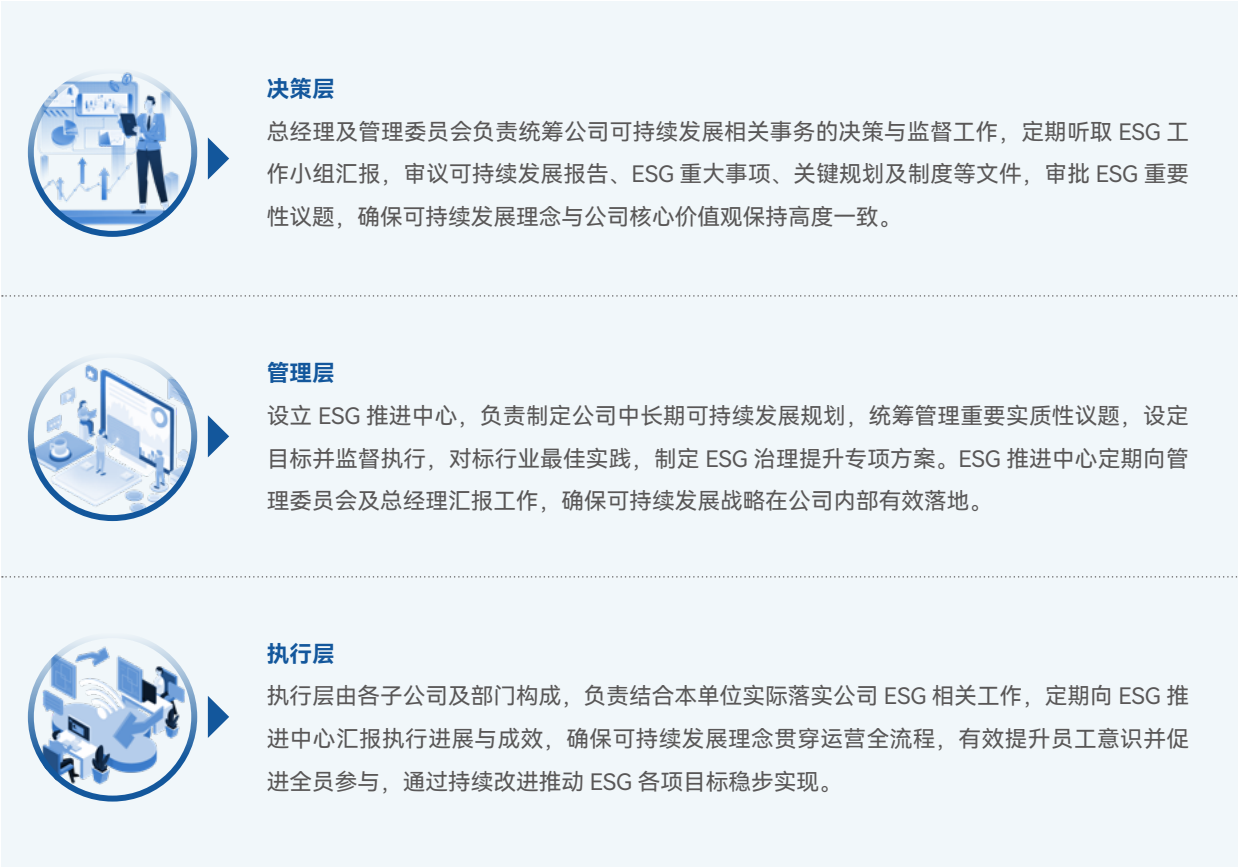 决策层
总经理及管理委员会负责统筹公司可持续发展相关事务的决策与监督工作，定期听取 ESG 工
作小组汇报，审议可持续发展报告、ESG 重大事项、关键规划及制度等文件，审批 ESG 重要
性议题，确保可持续发展理念与公司核心价值观保持高度一致。
管理层
设立 ESG 推进中心，负责制定公司中长期可持续发展规划，统筹管理重要实质性议题，设定
目标并监督执行，对标行业最佳实践，制定 ESG 治理提升专项方案。ESG 推进中心定期向管
理委员会及总经理汇报工作，确保可持续发展战略在公司内部有效落地。
执行层
执行层由各子公司及部门构成，负责结合本单位实际落实公司 ESG 相关工作，定期向 ESG 推
进中心汇报执行进展与成效，确保可持续发展理念贯穿运营全流程，有效提升员工意识并促
进全员参与，通过持续改进推动 ESG 各项目标稳步实现。